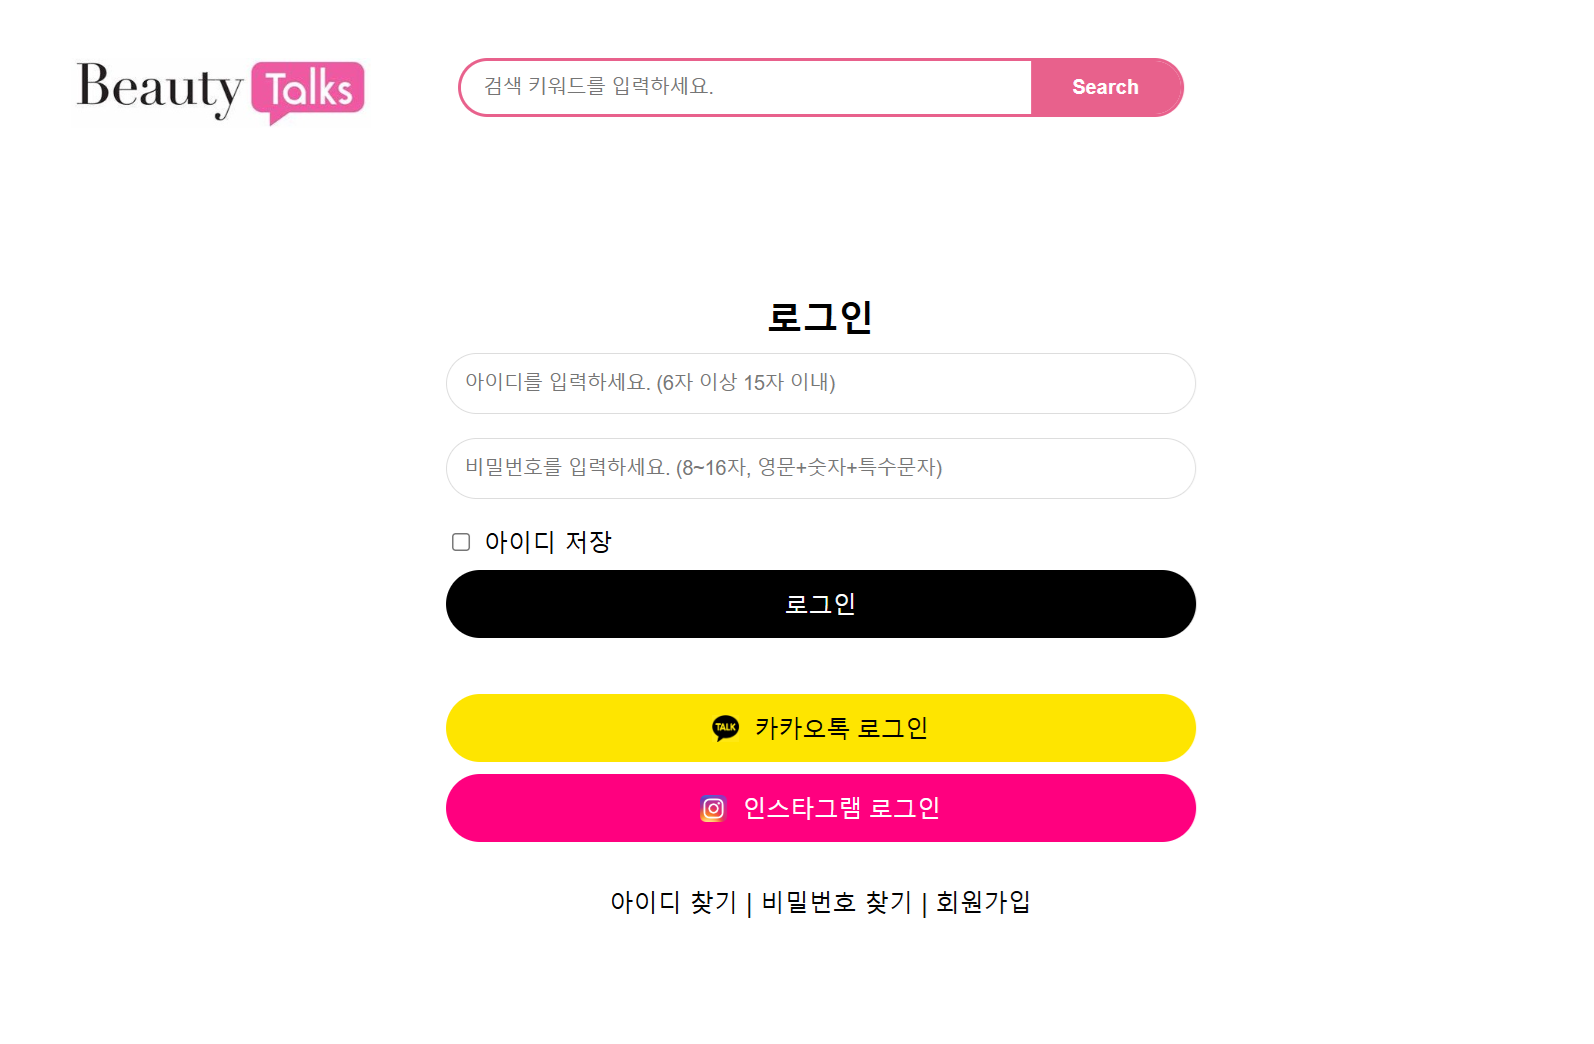 Beauty Talks
검색 키워드를 입력하세요. Search
로그인
아이디를 입력하세요. (6자 이상 15자 이내)
비밀번호를 입력하세요. (8~16자, 영문+숫자+특수문자)
아이디 저장
로그인
TALK 카카오톡 로그인
인스타그램 로그인
아이디 찾기 | 비밀번호 찾기 | 회원가입